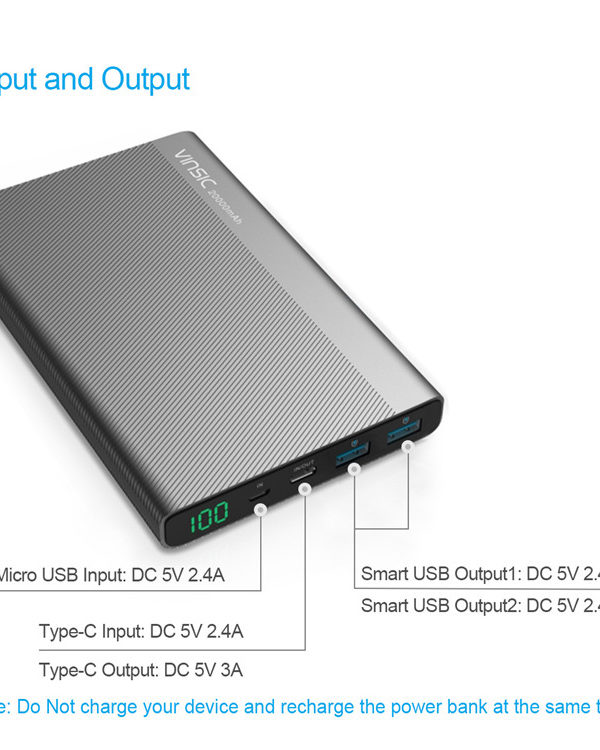 put and Output
VINSIC 20000mAh
IN
IN/OUT
100
Micro USB Input: DC 5V 2.4A
Smart USB Output1: DC 5V 2.4
Smart USB Output2: DC 5V 2.4
Type-C Input: DC 5V 2.4A
Type-C Output: DC 5V 3A
e: Do Not charge your device and recharge the power bank at the same t